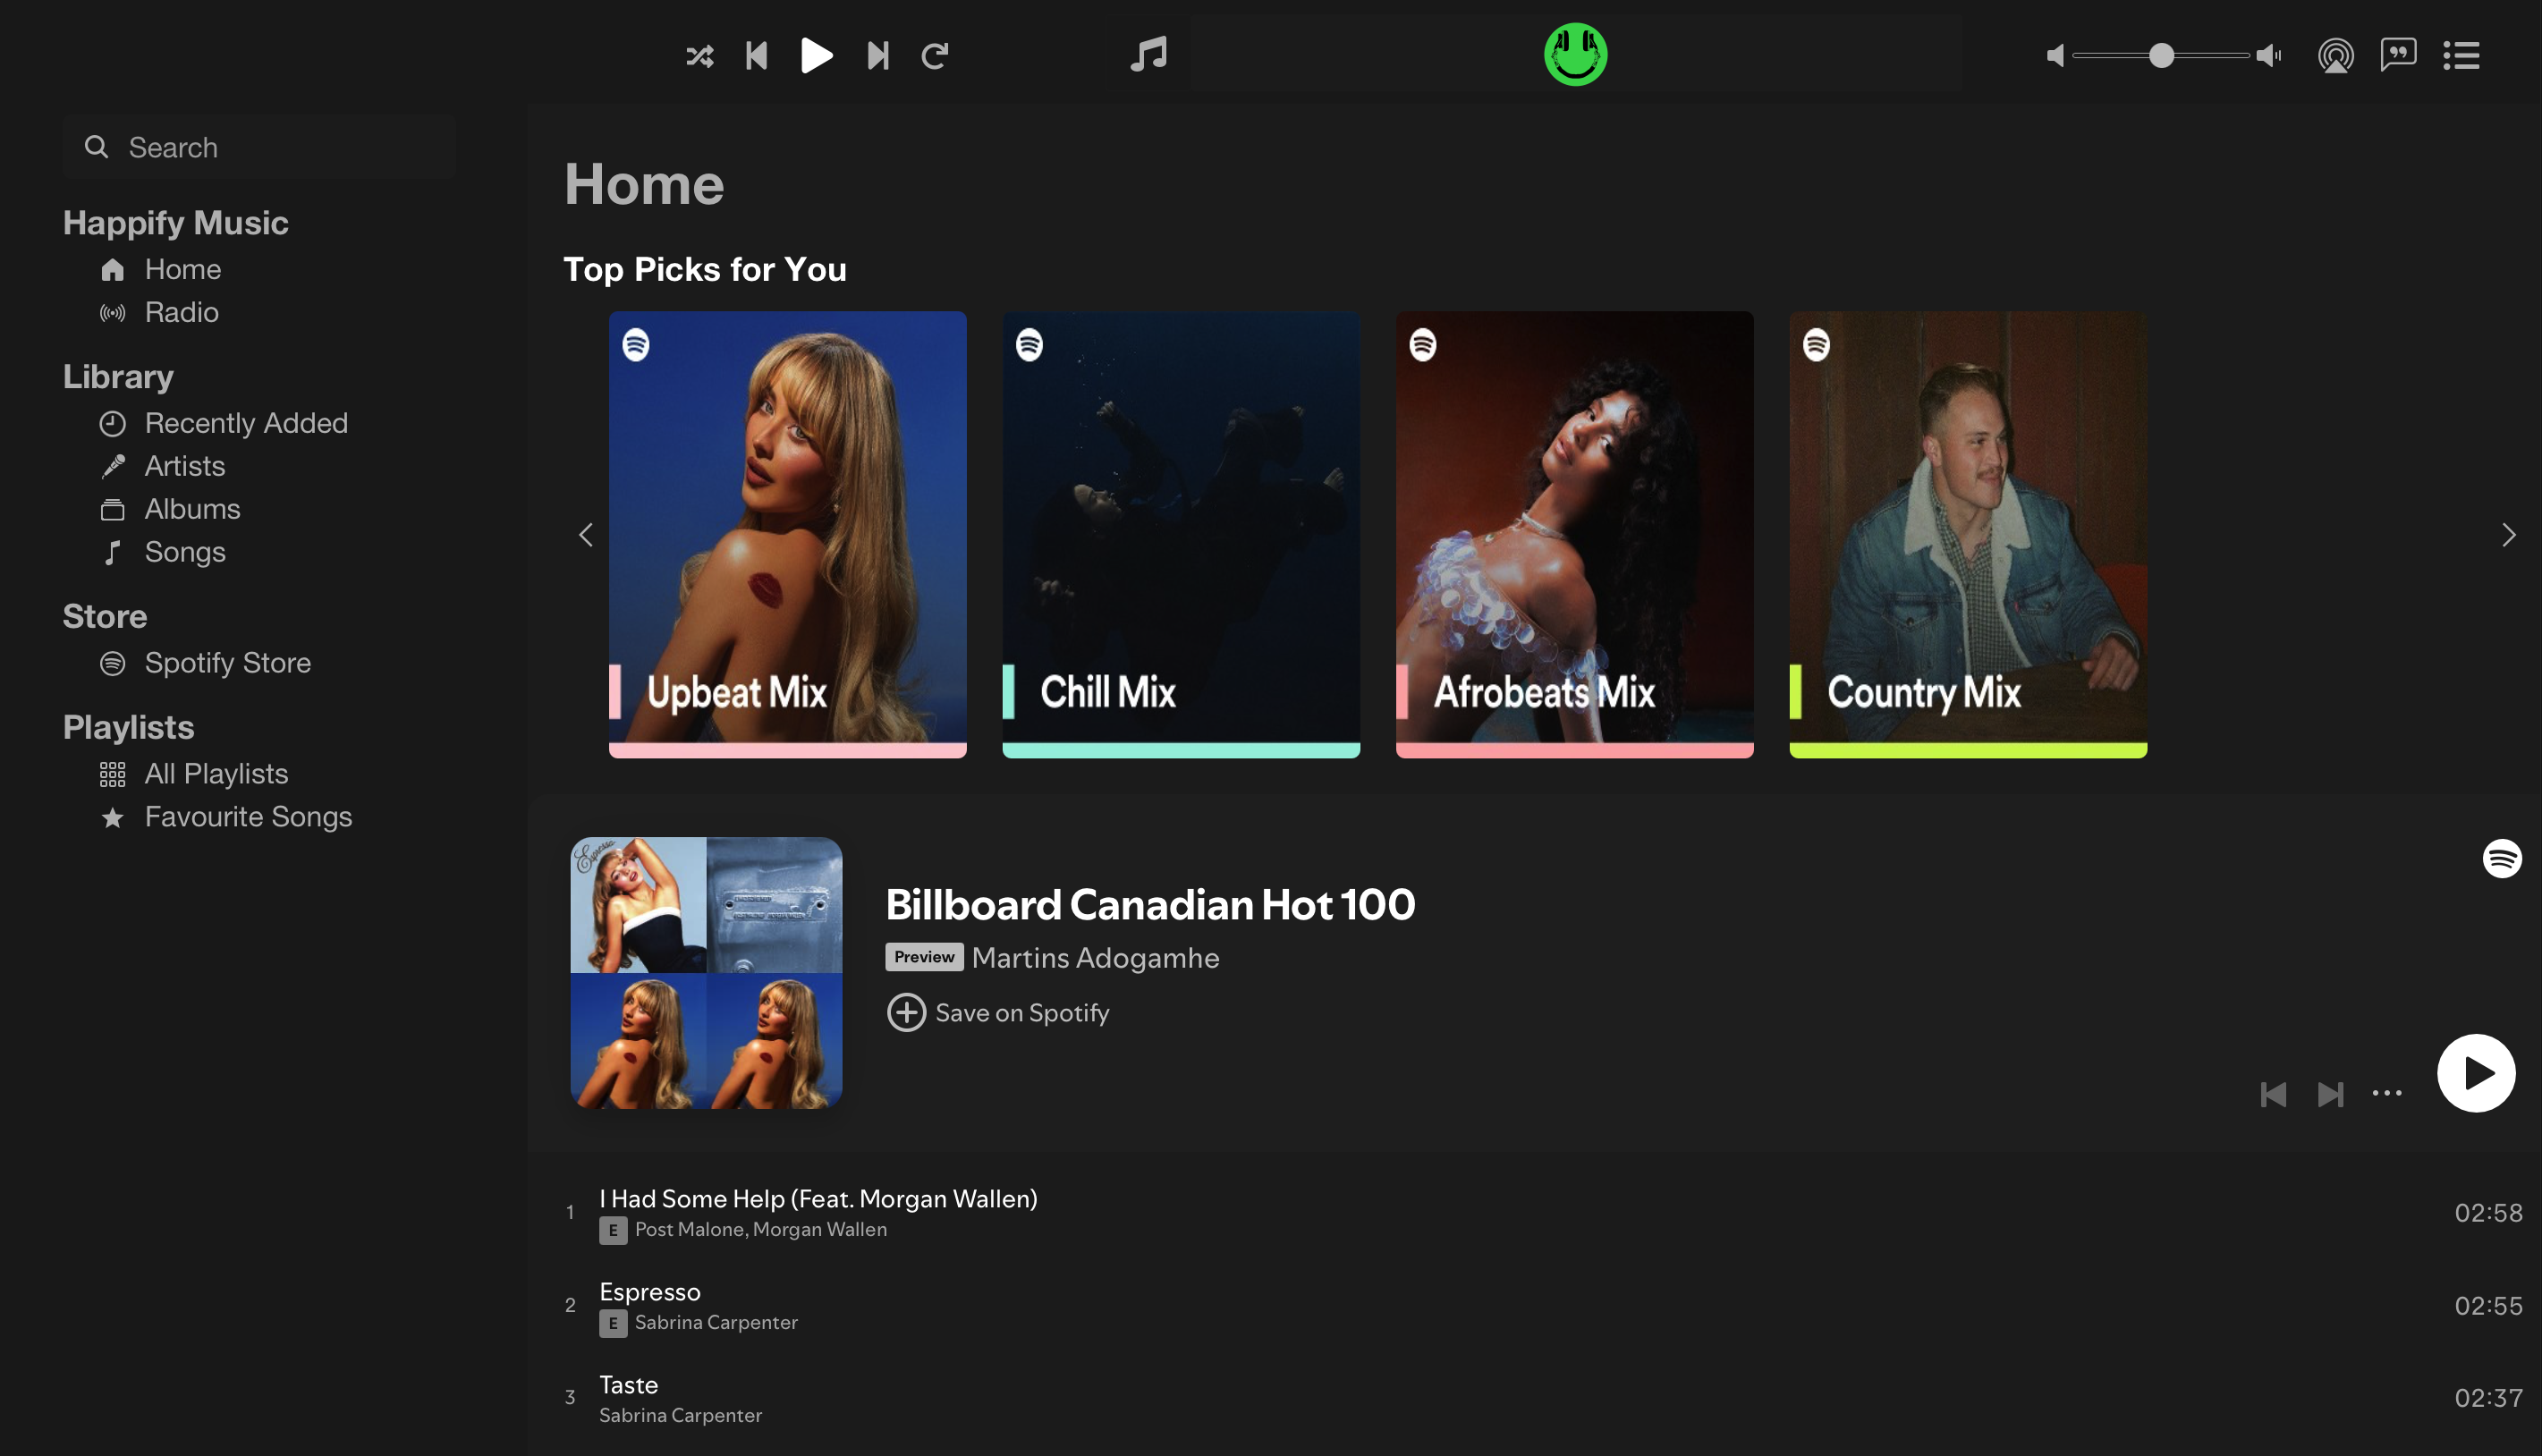 Search
Happify Music
Home
Radio
Library
Recently Added
Artists
Albums
Songs
Store
Spotify Store
Playlists
All Playlists
Favourite Songs
Home
Top Picks for You
Upbeat Mix
Chill Mix
Afrobeats Mix
Country Mix
Espresso
Billboard Canadian Hot 100
Preview Martins Adogamhe
Save on Spotify
1 I Had Some Help (Feat. Morgan Wallen) 02:58
E Post Malone, Morgan Wallen
2 Espresso 02:55
E Sabrina Carpenter
3 Taste 02:37
Sabrina Carpenter